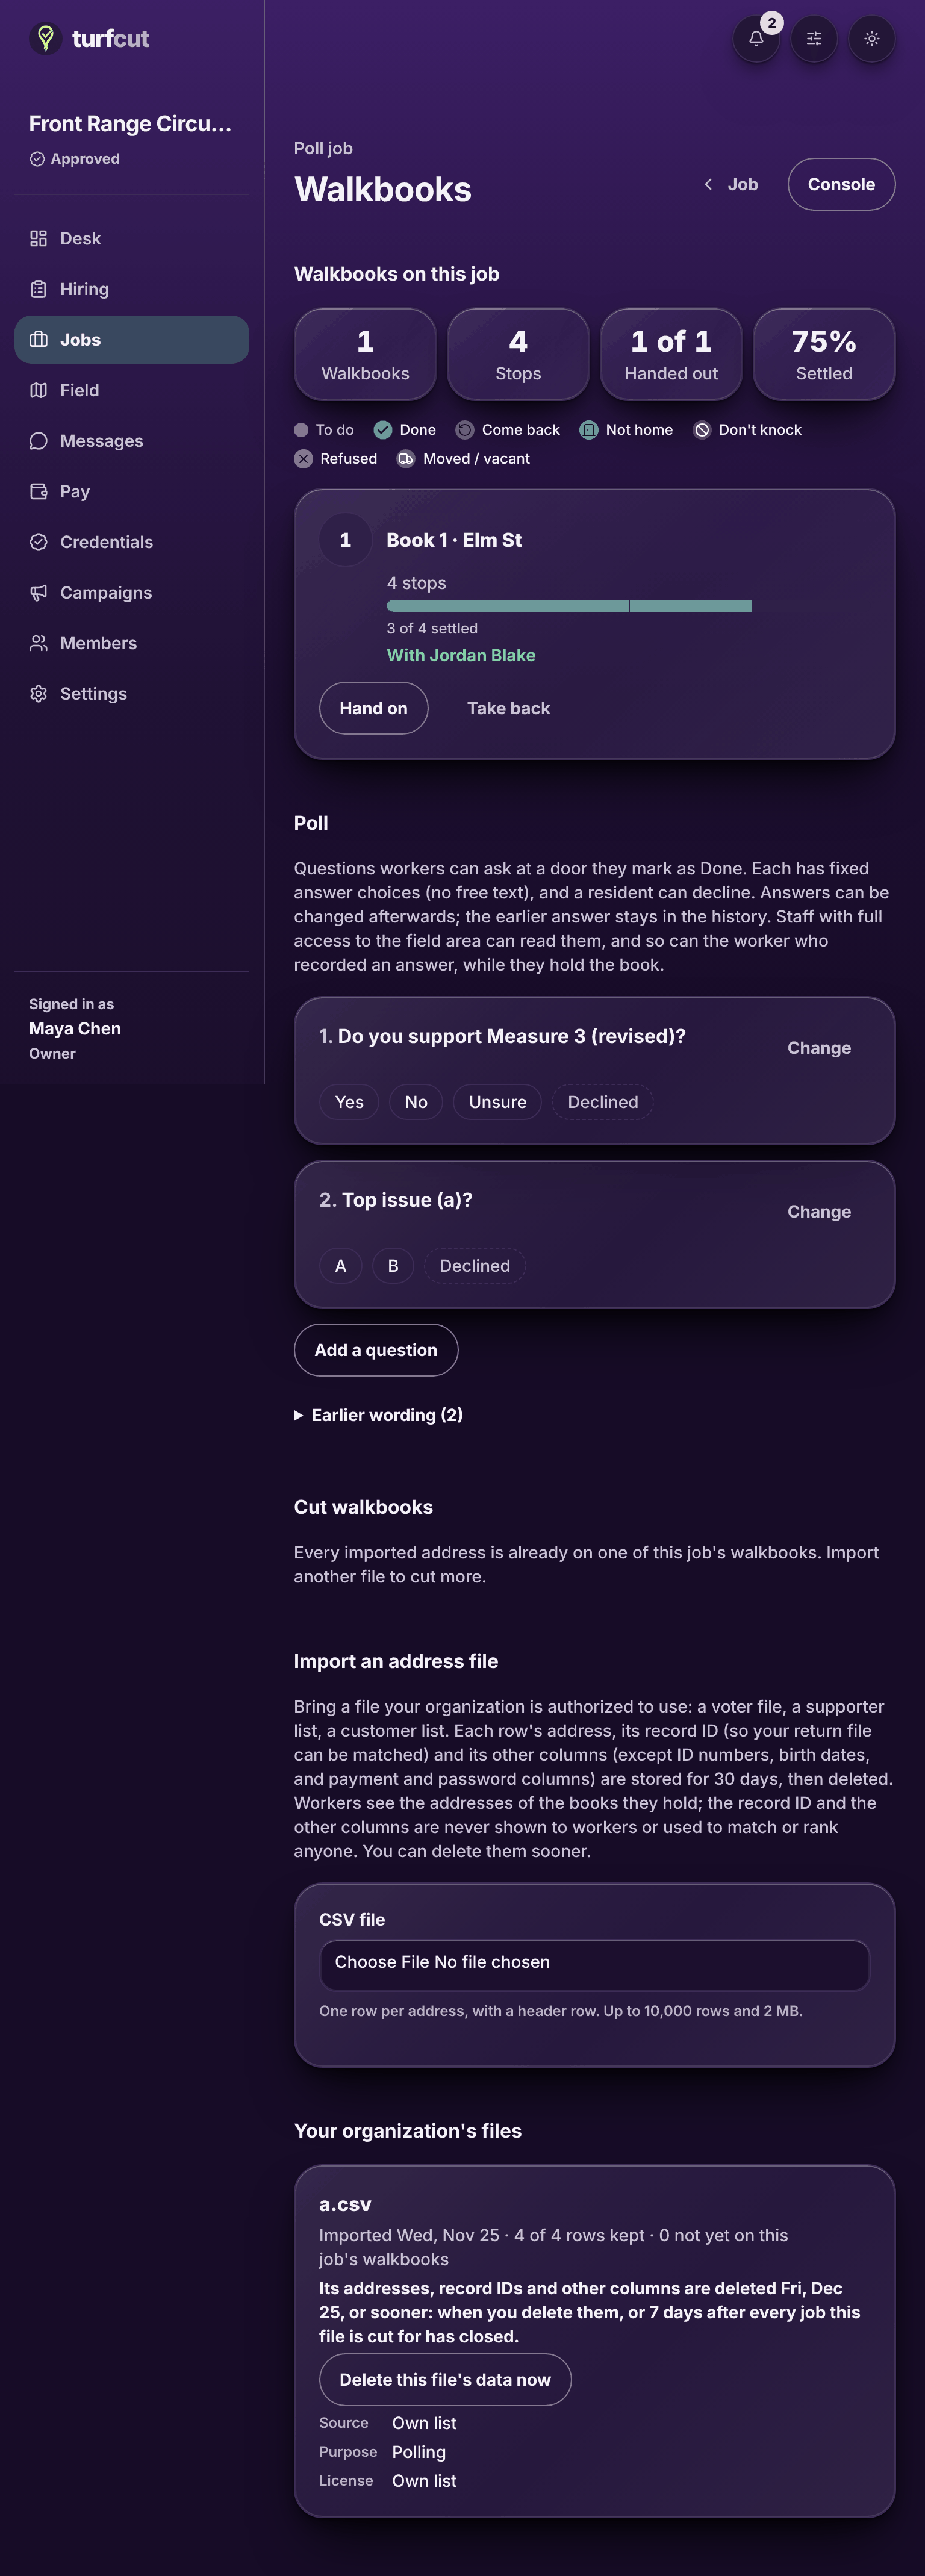 turfcut
2
Front Range Circu...
Approved
Desk
Hiring
Jobs
Field
Messages
Pay
Credentials
Campaigns
Members
Settings
Signed in as
Maya Chen
Owner
Poll job
Walkbooks
Job
Console
Walkbooks on this job
1
Walkbooks
4
Stops
1 of 1
Handed out
75%
Settled
To do
Done
Come back
Not home
Don't knock
Refused
Moved / vacant
1
Book 1 · Elm St
4 stops
3 of 4 settled
With Jordan Blake
Hand on
Take back
Poll
Questions workers can ask at a door they mark as Done. Each has fixed
answer choices (no free text), and a resident can decline. Answers can be
changed afterwards; the earlier answer stays in the history. Staff with full
access to the field area can read them, and so can the worker who
recorded an answer, while they hold the book.
1. Do you support Measure 3 (revised)?
Change
Yes
No
Unsure
Declined
2. Top issue (a)?
Change
A
B
Declined
Add a question
Earlier wording (2)
Cut walkbooks
Every imported address is already on one of this job's walkbooks. Import
another file to cut more.
Import an address file
Bring a file your organization is authorized to use: a voter file, a supporter
list, a customer list. Each row's address, its record ID (so your return file
can be matched) and its other columns (except ID numbers, birth dates,
and payment and password columns) are stored for 30 days, then deleted.
Workers see the addresses of the books they hold; the record ID and the
other columns are never shown to workers or used to match or rank
anyone. You can delete them sooner.
CSV file
Choose File No file chosen
One row per address, with a header row. Up to 10,000 rows and 2 MB.
Your organization's files
a.csv
Imported Wed, Nov 25 · 4 of 4 rows kept · 0 not yet on this
job's walkbooks
Its addresses, record IDs and other columns are deleted Fri, Dec
25, or sooner: when you delete them, or 7 days after every job this
file is cut for has closed.
Delete this file's data now
Source Own list
Purpose Polling
License Own list